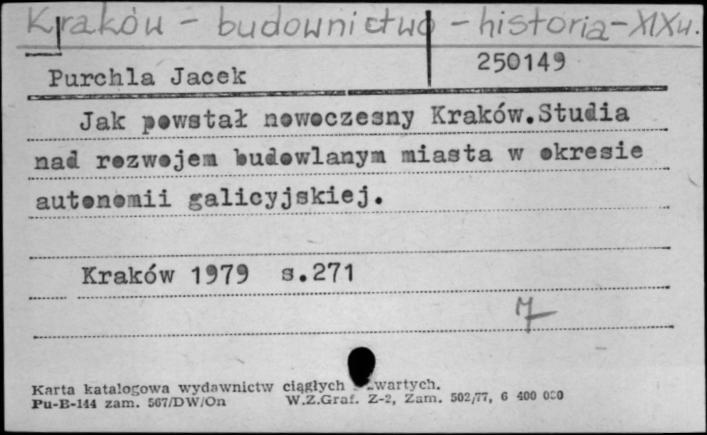 Kraków - budownictwo - historia - XIXw.
Purchla Jacek 250149
Jak powstał nowoczesny Kraków.Studia
nad rozwojem budowlanym miasta w okresie
autonomii galicyjskiej.
Kraków 1979 s.271
Karta katalogowa wydawnictw ciągłych zwartych.
Pu-B-144 zam. 567/DW/On W.Z.Graf. Z-2, Zam. 502/77, 6 400 000